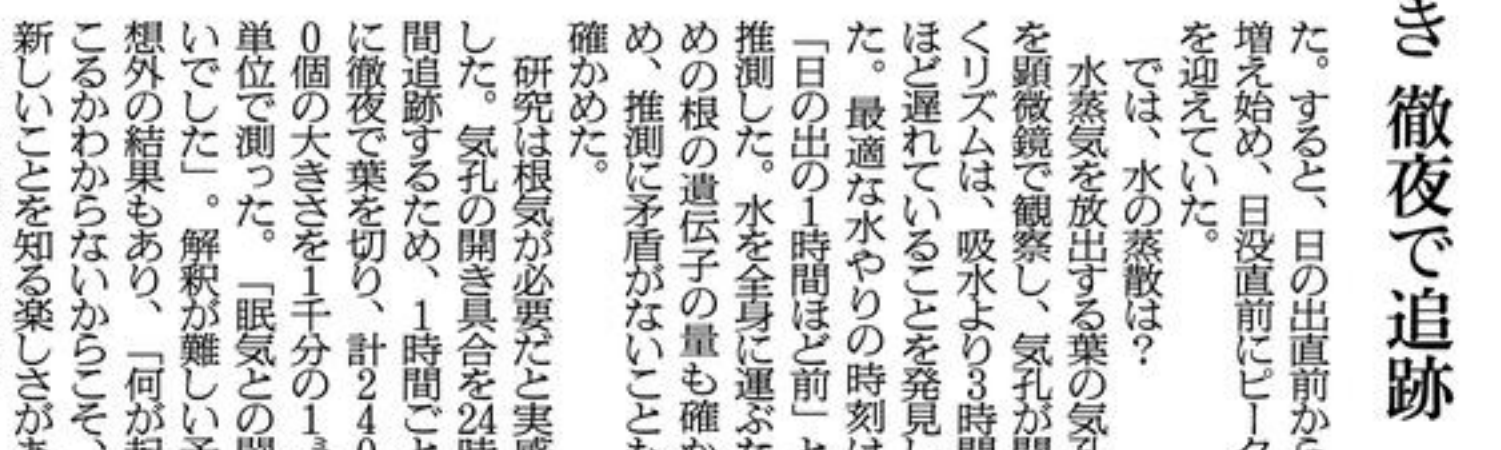 き 徹夜で追跡
た。すると、日の出直前から
増え始め、日没直前にピーク
を迎えていた。
では、水の蒸散は？
水蒸気を放出する葉の気孔
を顕微鏡で観察し、気孔が開
くリズムは、吸水より3時間
ほど遅れていることを発見し
た。最適な水やりの時刻は
「日の出の1時間ほど前」と
推測した。水を全身に運ぶた
めの根の遺伝子の量も確か
め、推測に矛盾がないことも
確かめた。
研究は根気が必要だと実感
した。気孔の開き具合を24時
間追跡するため、1時間ごと
に徹夜で葉を切り、計240
0個の大きさを1千分の1㍉
単位で測った。「眠気との闘
いでした」。解釈が難しい予
想外の結果もあり、「何が起
こるかわからないからこそ、
新しいことを知る楽しさがあ